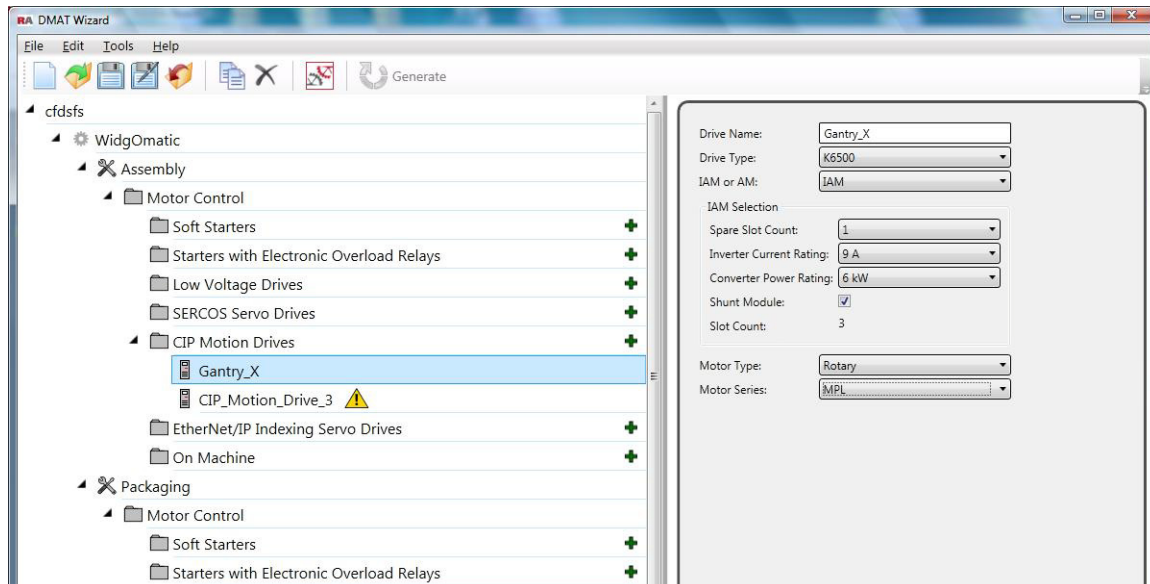 RA DMAT Wizard
File Edit Tools Help
Generate
cfdsfs
WidgOmatic
Assembly
Motor Control
Soft Starters
Starters with Electronic Overload Relays
Low Voltage Drives
SERCOS Servo Drives
CIP Motion Drives
Gantry_X
CIP_Motion_Drive_3
EtherNet/IP Indexing Servo Drives
On Machine
Packaging
Motor Control
Soft Starters
Starters with Electronic Overload Relays
Drive Name: Gantry_X
Drive Type: K6500
IAM or AM: IAM
IAM Selection
Spare Slot Count: 1
Inverter Current Rating: 9 A
Converter Power Rating: 6 kW
Shunt Module:
Slot Count: 3
Motor Type: Rotary
Motor Series: MPL